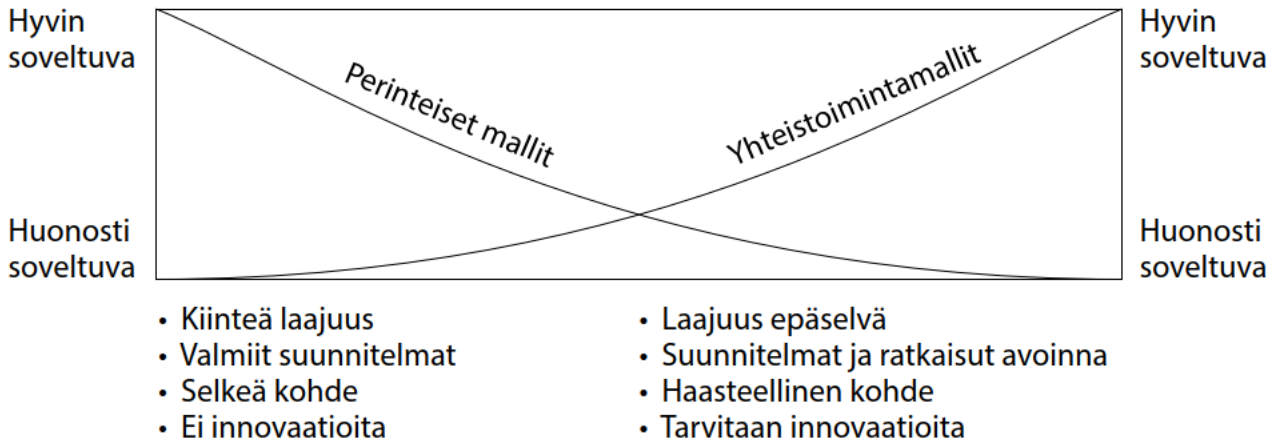 Hyvin
soveltuva
Hyvin
soveltuva
Perinteiset mallit
Yhteistoimintamallit
Huonosti
soveltuva
Huonosti
soveltuva
• Kiinteä laajuus
• Valmiit suunnitelmat
• Selkeä kohde
• Ei innovaatioita
• Laajuus epäselvä
• Suunnitelmat ja ratkaisut avoinna
• Haasteellinen kohde
• Tarvitaan innovaatioita